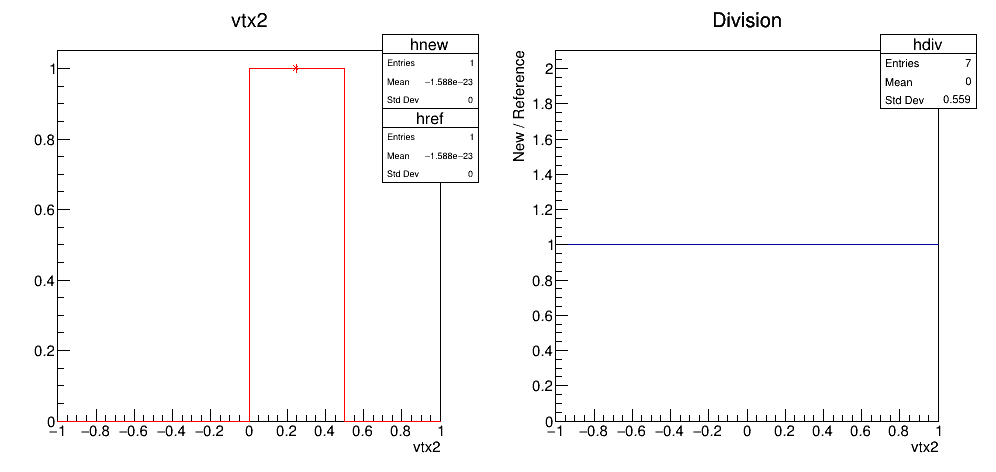 vtx2
hnew
Entries 1
Mean −1.588e−23
Std Dev 0
href
Entries 1
Mean −1.588e−23
Std Dev 0
1
0.8
0.6
0.4
0.2
0
−1 −0.8 −0.6 −0.4 −0.2 0 0.2 0.4 0.6 0.8 1
vtx2
Division
hdiv
Entries 7
Mean 0
Std Dev 0.559
New / Reference
2
1.8
1.6
1.4
1.2
1
0.8
0.6
0.4
0.2
0
−1 −0.8 −0.6 −0.4 −0.2 0 0.2 0.4 0.6 0.8 1
vtx2